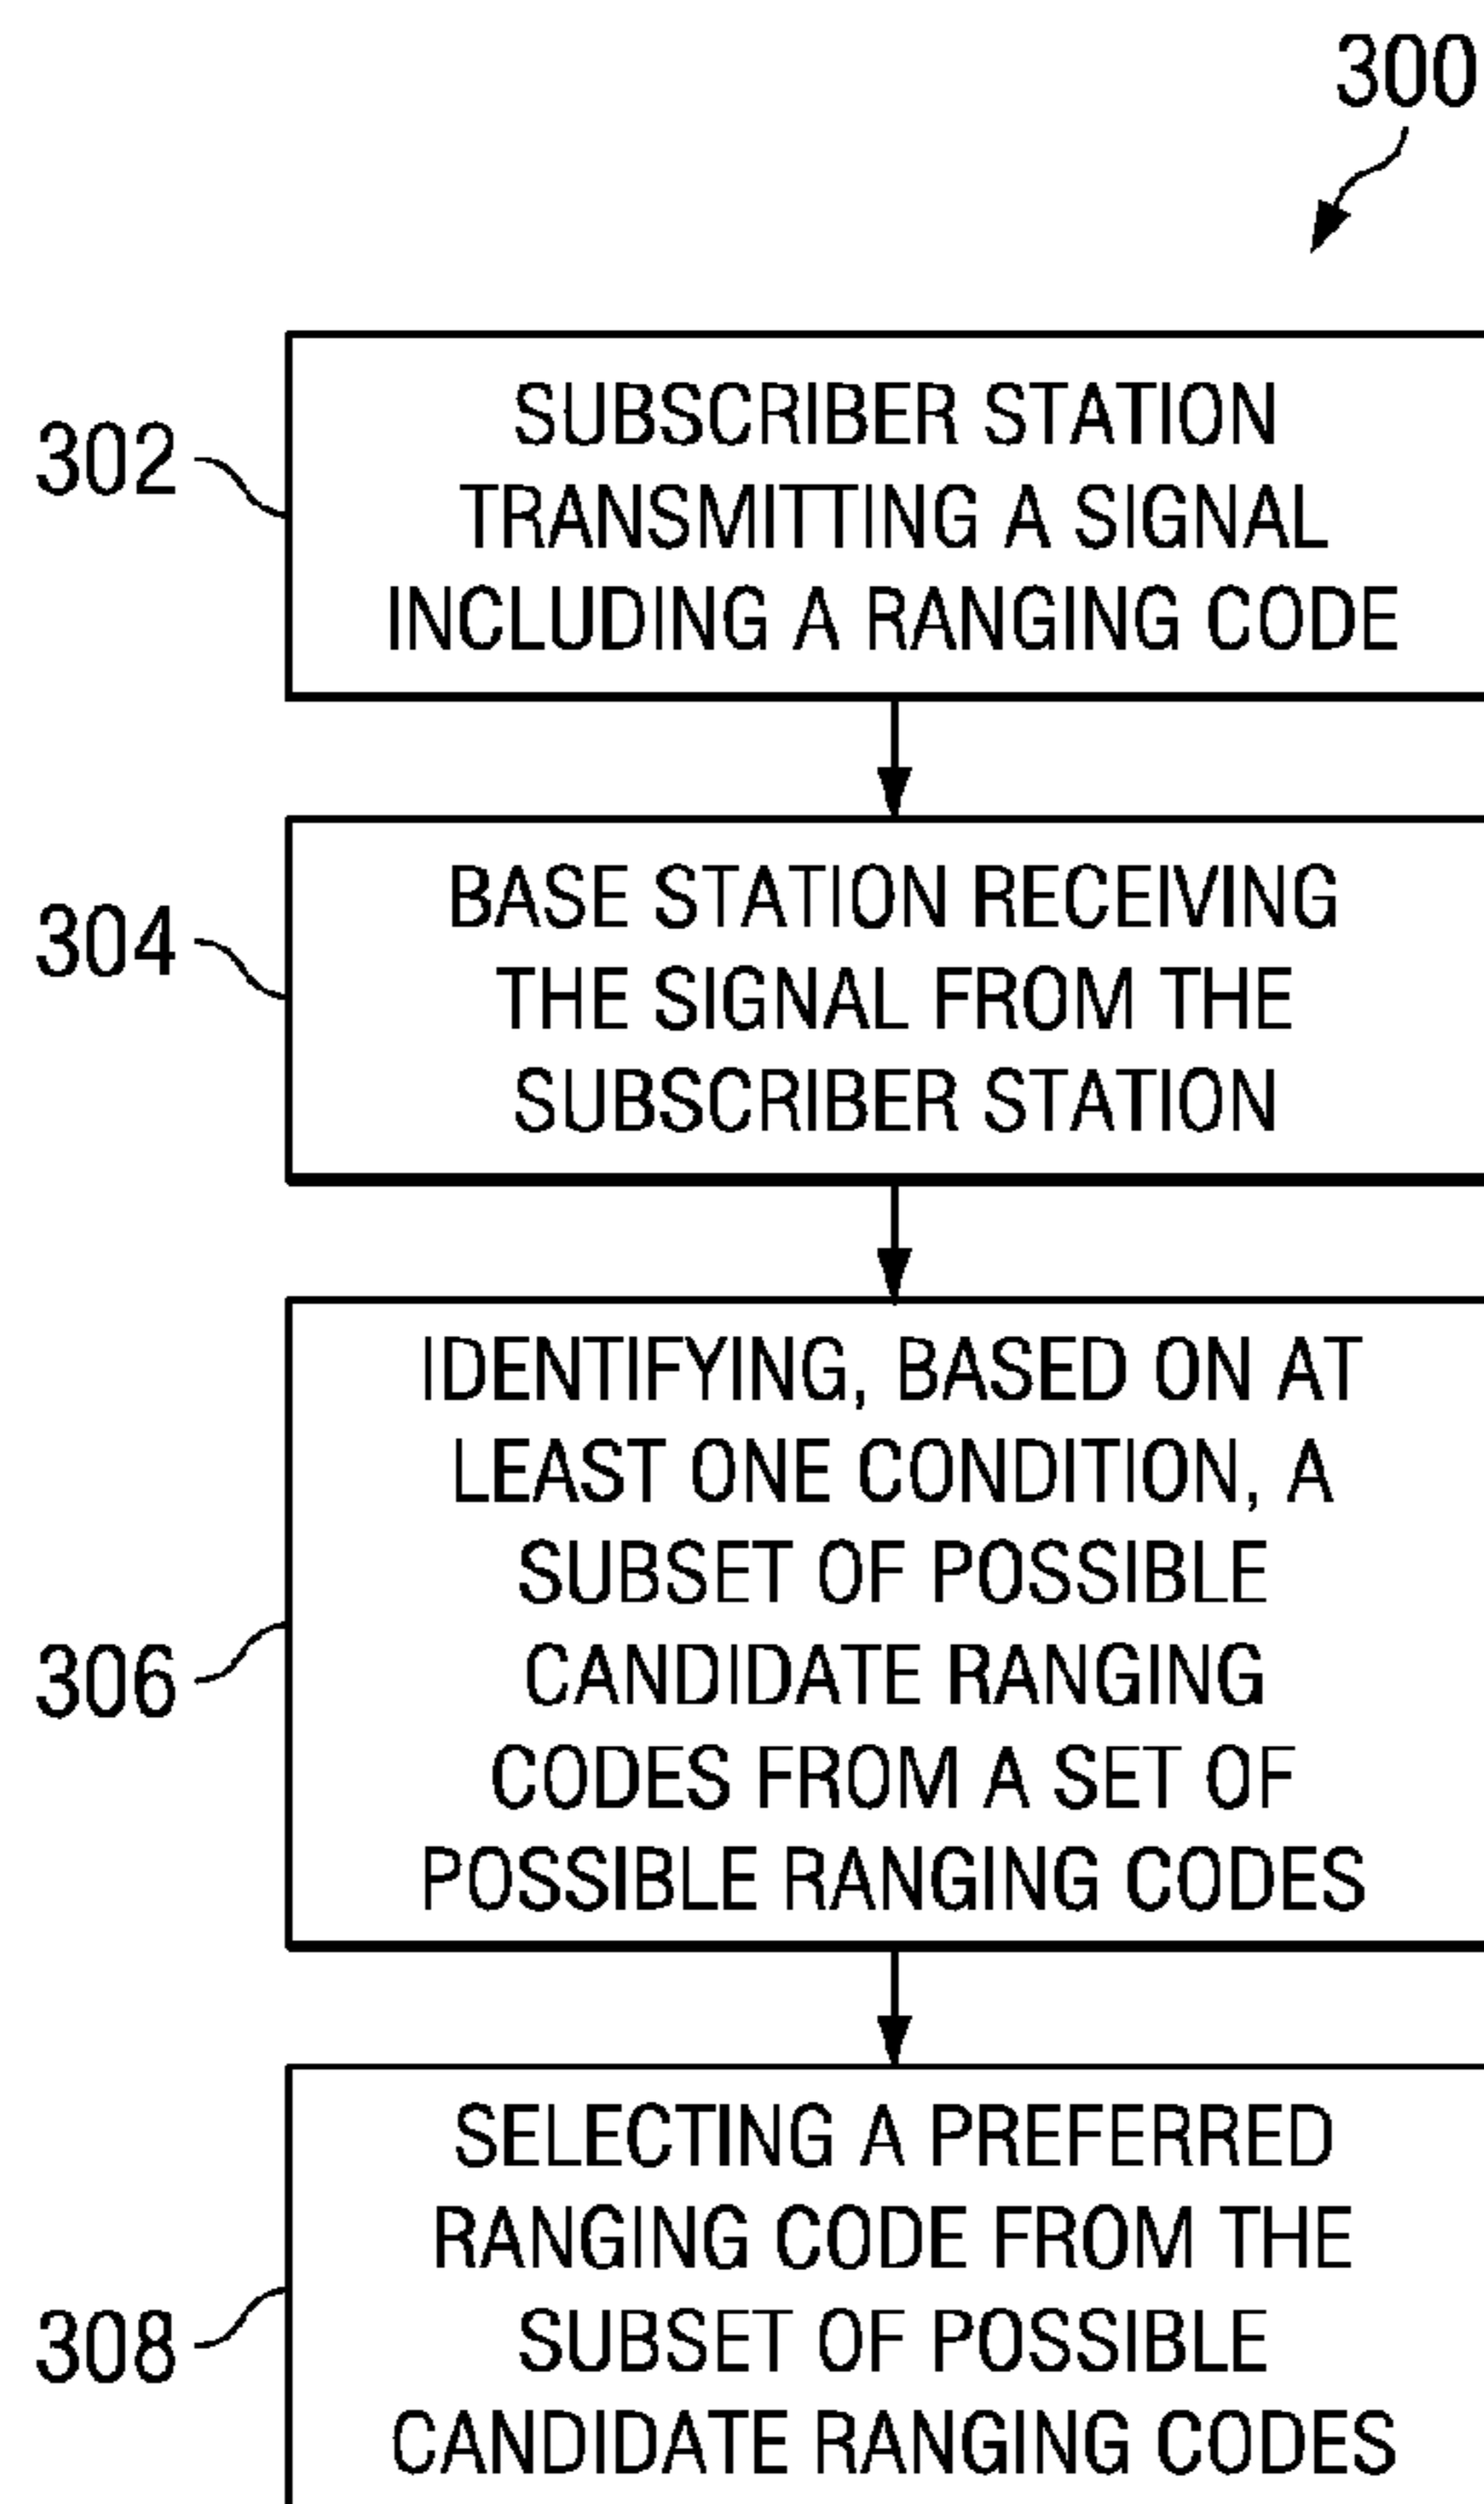 300
302
SUBSCRIBER STATION
TRANSMITTING A SIGNAL
INCLUDING A RANGING CODE
304
BASE STATION RECEIVING
THE SIGNAL FROM THE
SUBSCRIBER STATION
306
IDENTIFYING, BASED ON AT
LEAST ONE CONDITION, A
SUBSET OF POSSIBLE
CANDIDATE RANGING
CODES FROM A SET OF
POSSIBLE RANGING CODES
308
SELECTING A PREFERRED
RANGING CODE FROM THE
SUBSET OF POSSIBLE
CANDIDATE RANGING CODES